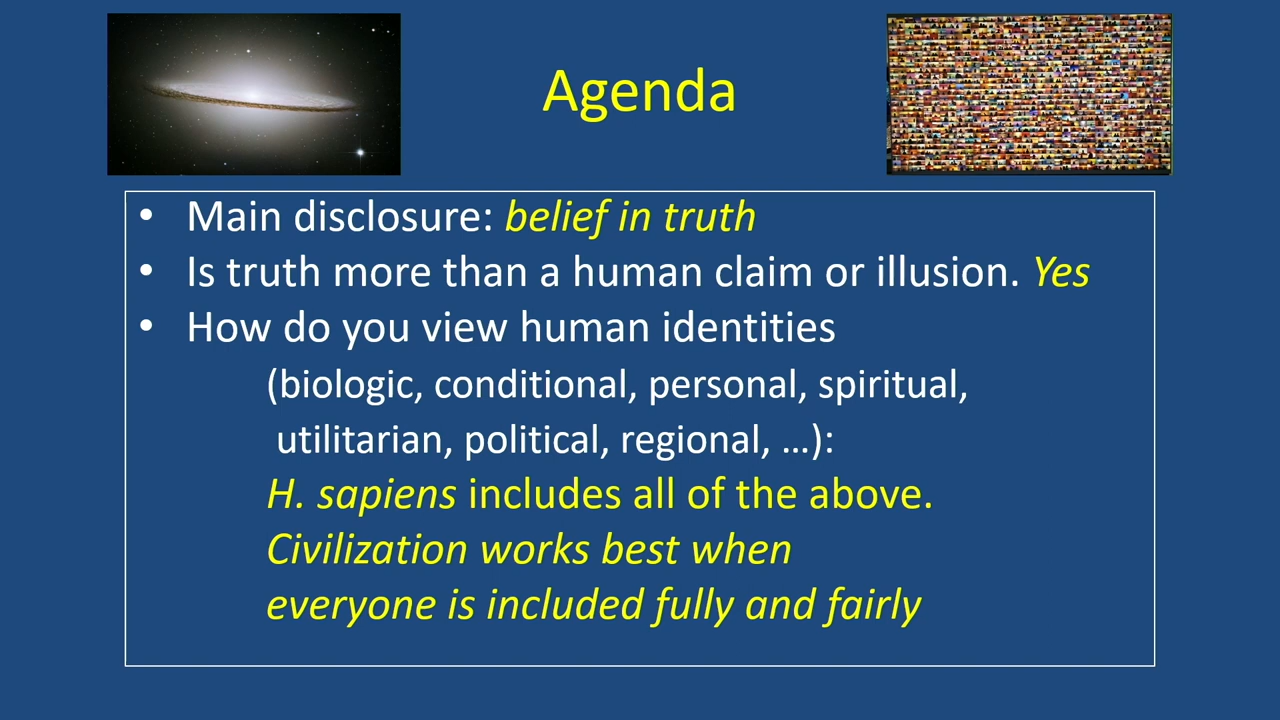 Agenda
• Main disclosure: belief in truth
• Is truth more than a human claim or illusion. Yes
• How do you view human identities
(biologic, conditional, personal, spiritual,
utilitarian, political, regional, …):
H. sapiens includes all of the above.
Civilization works best when
everyone is included fully and fairly